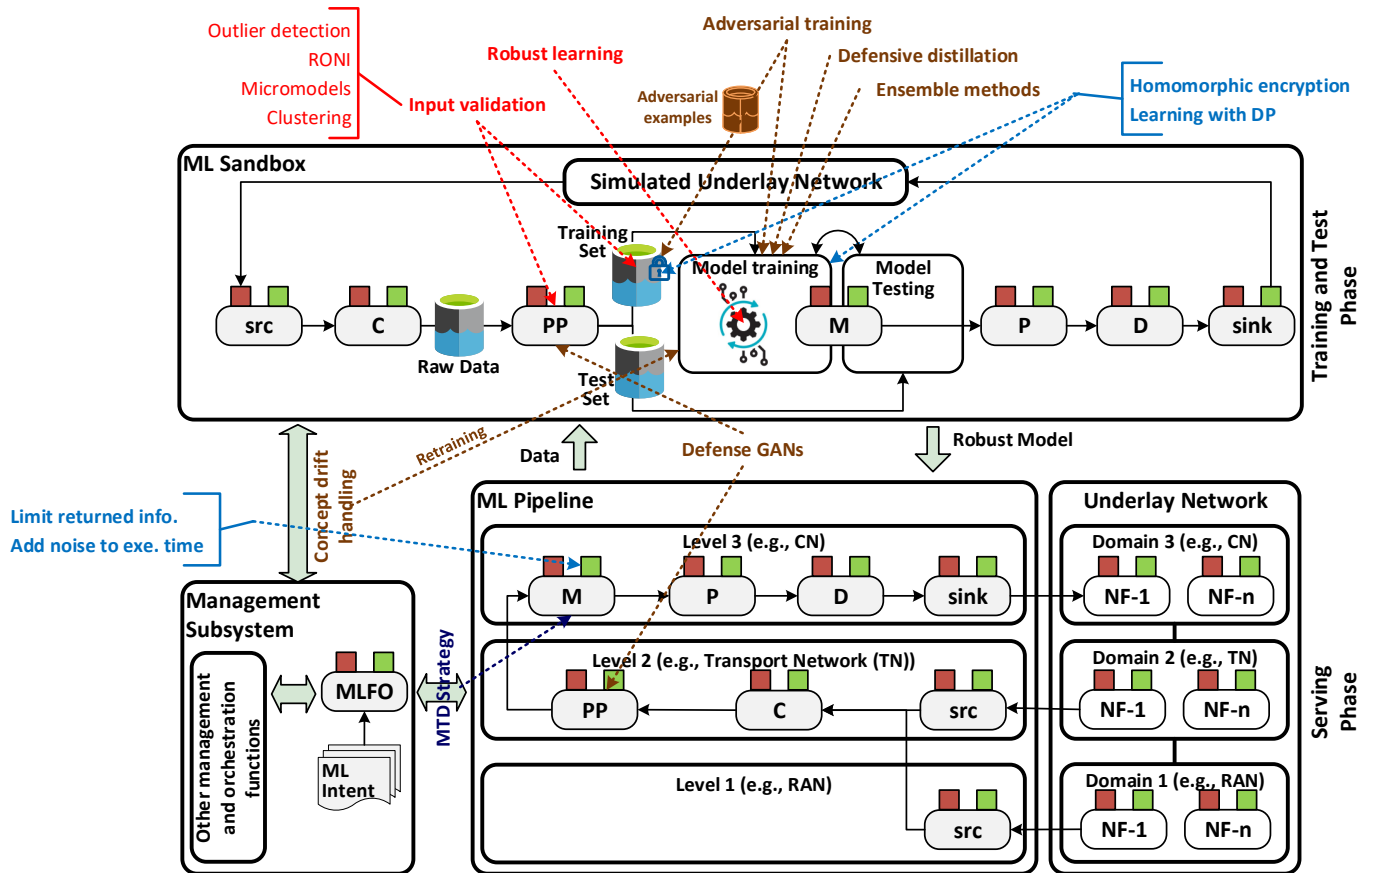 Outlier detection
RONI
Micromodels
Clustering
Input validation
Robust learning
Adversarial training
Defensive distillation
Ensemble methods
Adversarial
examples
Homomorphic encryption
Learning with DP
ML Sandbox
Simulated Underlay Network
Training
Set
Model training
Model
Testing
src
C
Raw Data
PP
Test
Set
M
P
D
sink
Training and Test
Phase
Retraining
Concept drift
handling
Data
Defense GANs
Robust Model
Limit returned info.
Add noise to exe. time
Management
Subsystem
Other management
and orchestration
functions
MLFO
ML
Intent
MTD Strategy
ML Pipeline
Level 3 (e.g., CN)
M
P
D
sink
Level 2 (e.g., Transport Network (TN))
PP
C
src
Level 1 (e.g., RAN)
src
Underlay Network
Domain 3 (e.g., CN)
NF-1
NF-n
Domain 2 (e.g., TN)
NF-1
NF-n
Domain 1 (e.g., RAN)
NF-1
NF-n
Serving
Phase